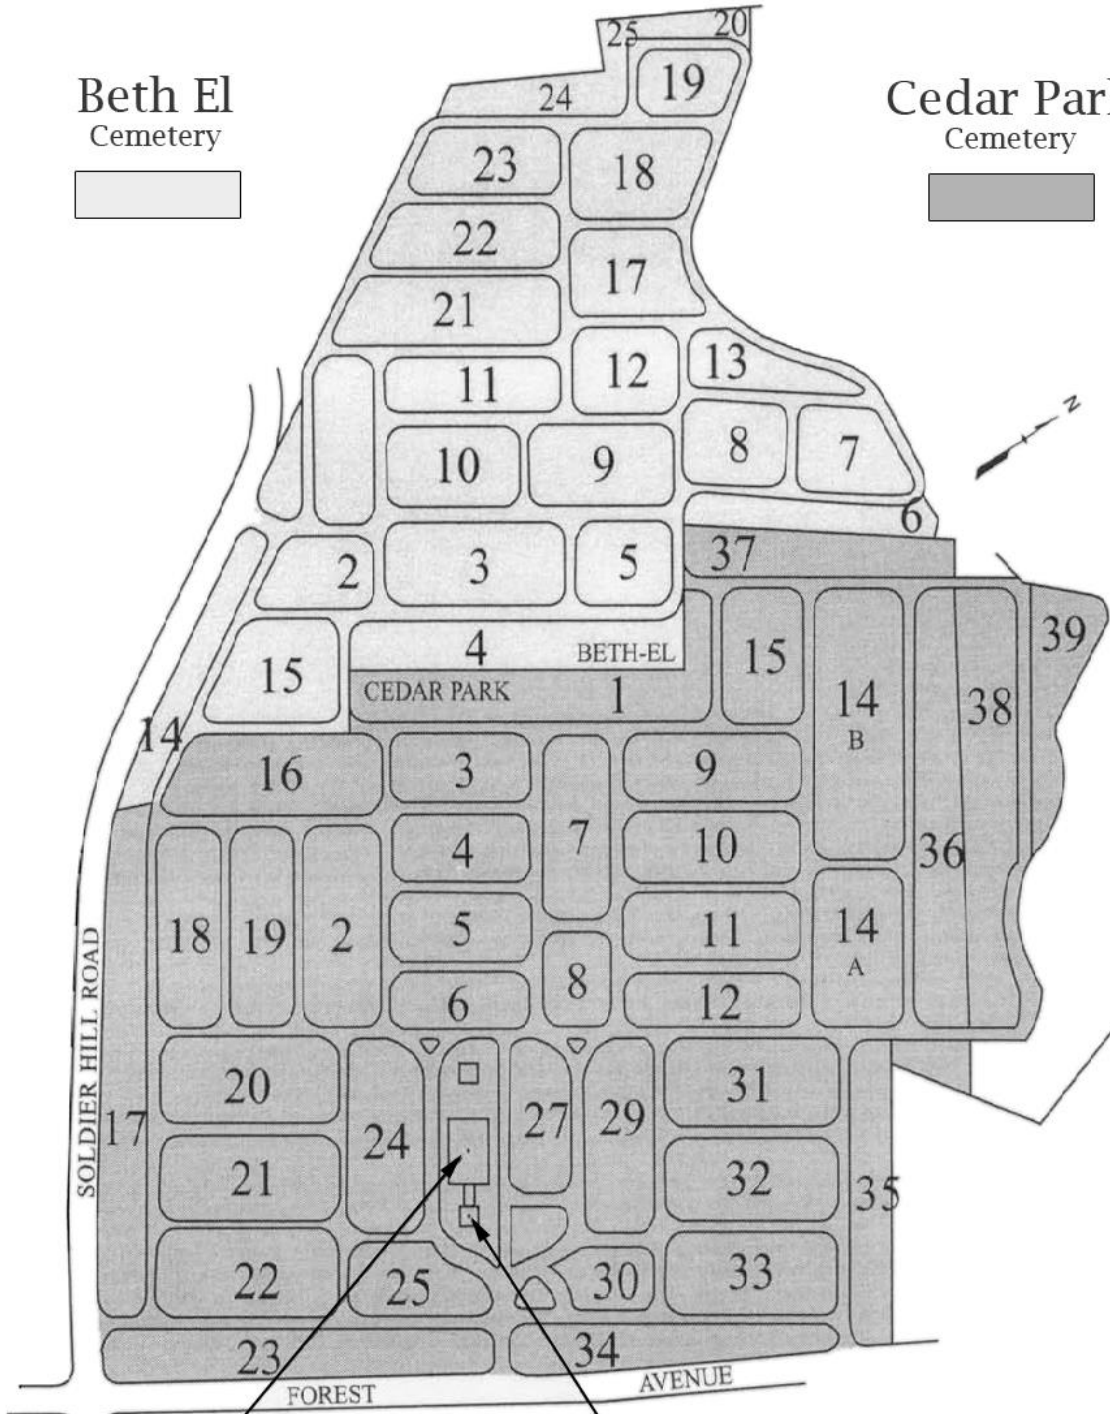 25 20
19
Beth El
Cemetery
Cedar Par
Cemetery
24
23 18
22
17
21
13
12
11
8 7
10 9
6
37
3 5
2
N
39
4 BETH-EL
15 15
CEDAR PARK 1
14
B
38
14
16 3 9
7
4 10 36
18 19 2 5 11
14
A
8
6 12
SOLDIER HILL ROAD
20 31
17 24 27 29
21 32 35
22 25 30 33
23 34
FOREST AVENUE